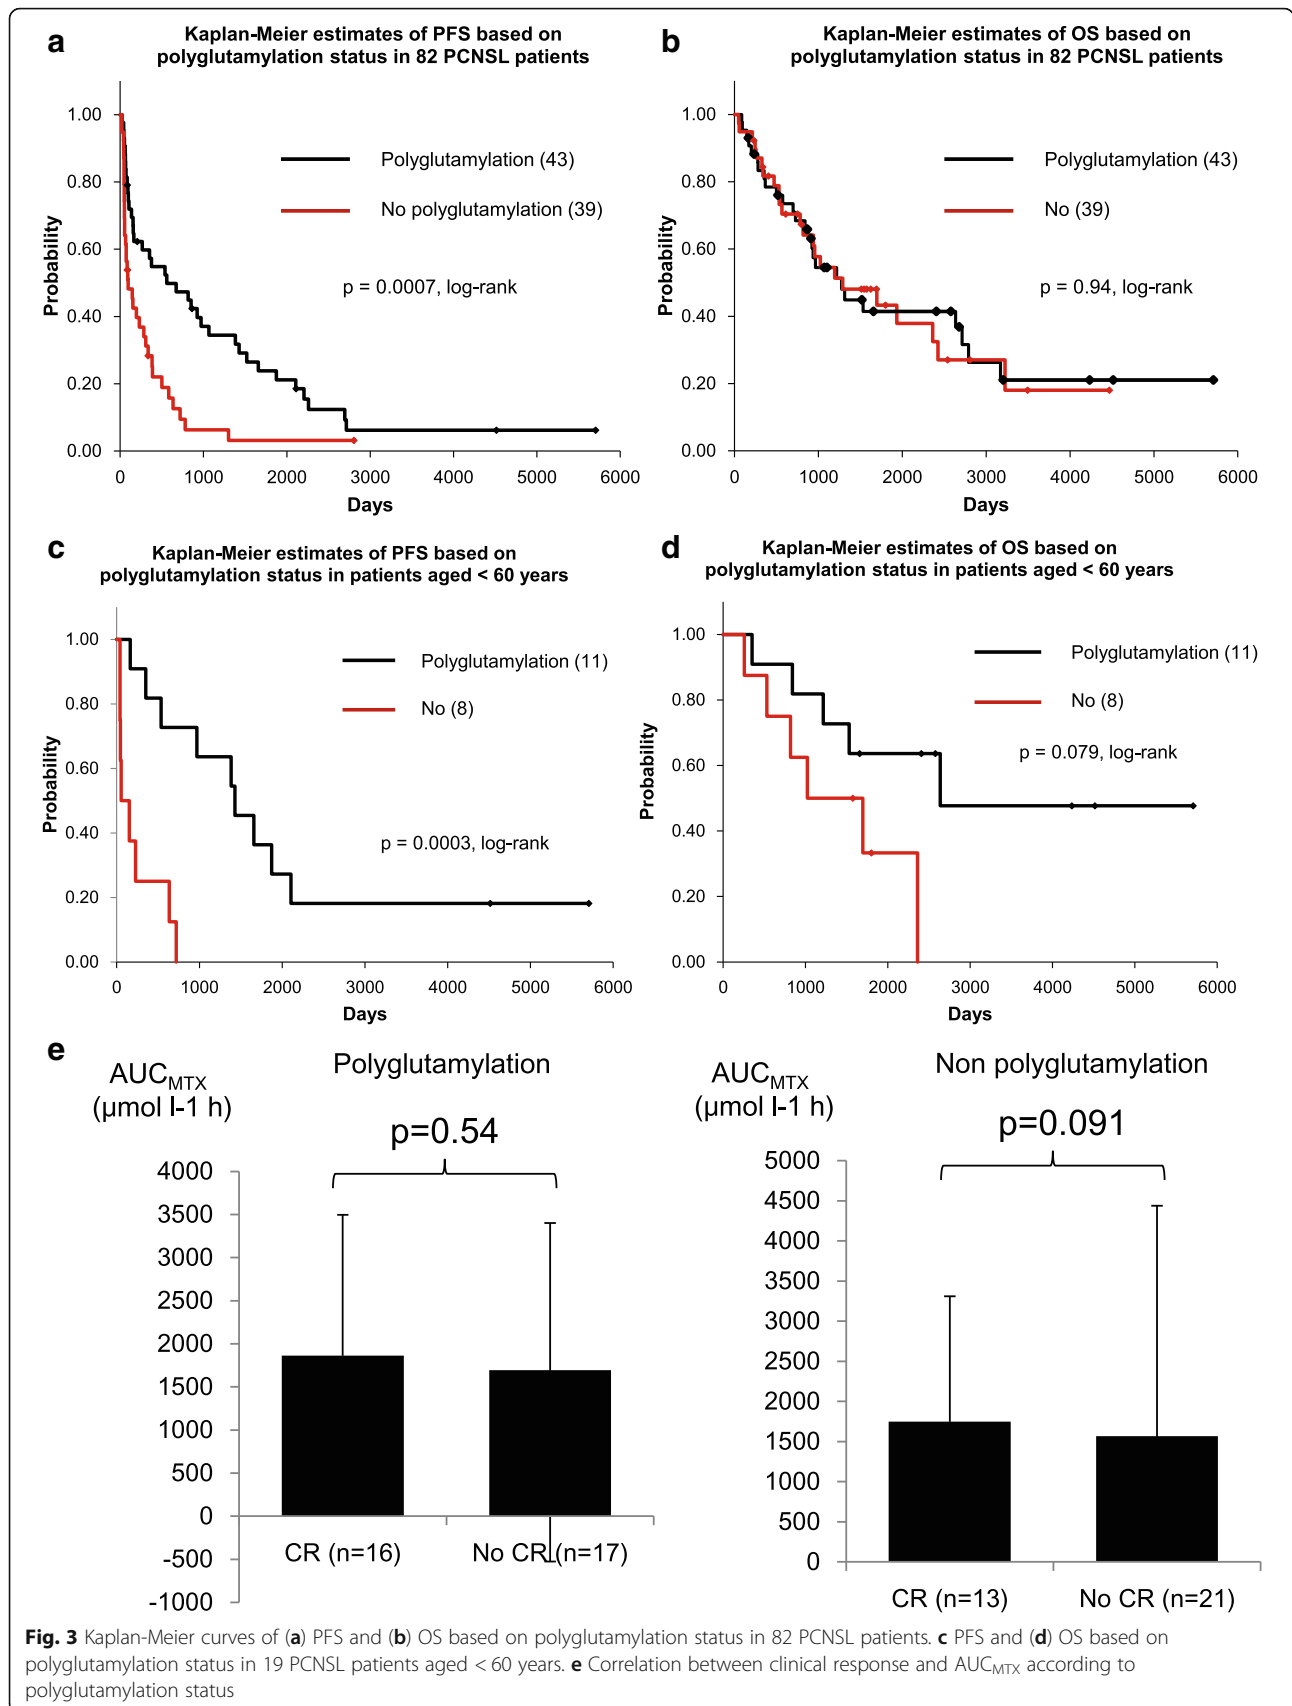 a
Kaplan-Meier estimates of PFS based on
polyglutamylation status in 82 PCNSL patients
1.00
0.80
0.60
0.40
0.20
0.00
Probability
Polyglutamylation (43)
No polyglutamylation (39)
p = 0.0007, log-rank
0 1000 2000 3000 4000 5000 6000
Days
b
Kaplan-Meier estimates of OS based on
polyglutamylation status in 82 PCNSL patients
1.00
0.80
0.60
0.40
0.20
0.00
Probability
Polyglutamylation (43)
No (39)
p = 0.94, log-rank
0 1000 2000 3000 4000 5000 6000
Days
c
Kaplan-Meier estimates of PFS based on
polyglutamylation status in patients aged < 60 years
1.00
0.80
0.60
0.40
0.20
0.00
Probability
Polyglutamylation (11)
No (8)
p = 0.0003, log-rank
0 1000 2000 3000 4000 5000 6000
Days
d
Kaplan-Meier estimates of OS based on
polyglutamylation status in patients aged < 60 years
1.00
0.80
0.60
0.40
0.20
0.00
Probability
Polyglutamylation (11)
No (8)
p = 0.079, log-rank
0 1000 2000 3000 4000 5000 6000
Days
e
AUCMTX
(µmol l-1 h)
Polyglutamylation
p=0.54
4000
3500
3000
2500
2000
1500
1000
500
0
-500
-1000
CR (n=16) No CR (n=17)
AUCMTX
(µmol l-1 h)
Non polyglutamylation
p=0.091
5000
4500
4000
3500
3000
2500
2000
1500
1000
500
0
CR (n=13) No CR (n=21)
Fig. 3 Kaplan-Meier curves of (a) PFS and (b) OS based on polyglutamylation status in 82 PCNSL patients. c PFS and (d) OS based on
polyglutamylation status in 19 PCNSL patients aged < 60 years. e Correlation between clinical response and AUCMTX according to
polyglutamylation status